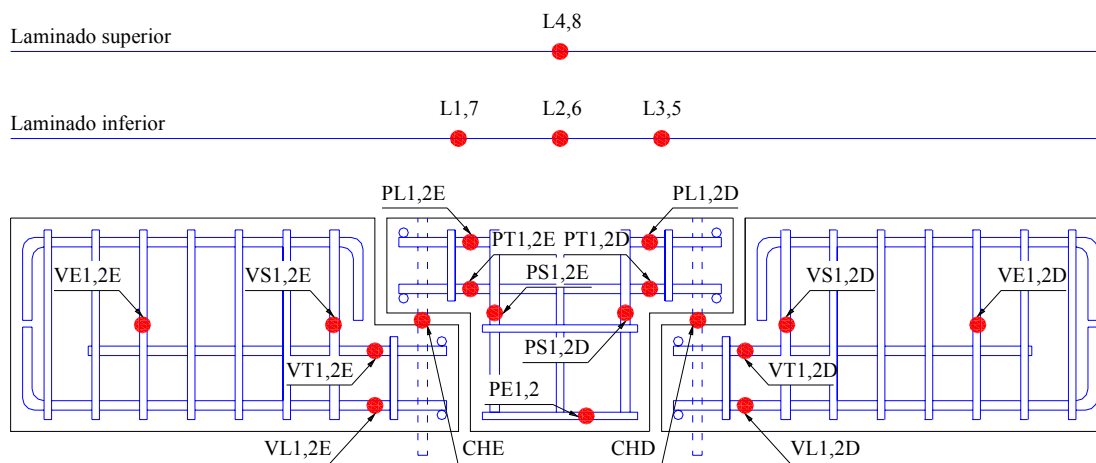 L4,8
Laminado superior
L1,7 L2,6 L3,5
Laminado inferior
PL1,2E PL1,2D
PT1,2E PT1,2D
VE1,2E VS1,2E PS1,2E VS1,2D VE1,2D
PS1,2D
VT1,2E VT1,2D
PE1,2
VL1,2E CHE CHD VL1,2D